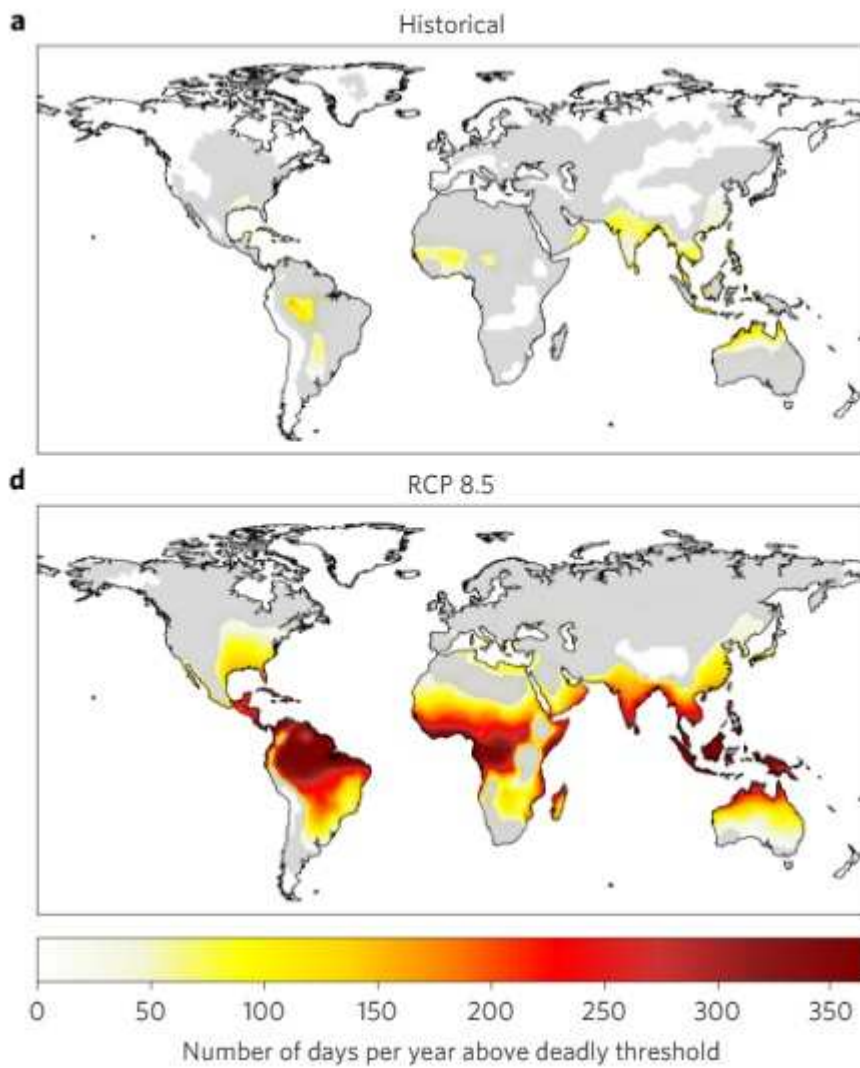 a
Historical
d
RCP 8.5
0 50 100 150 200 250 300 350
Number of days per year above deadly threshold